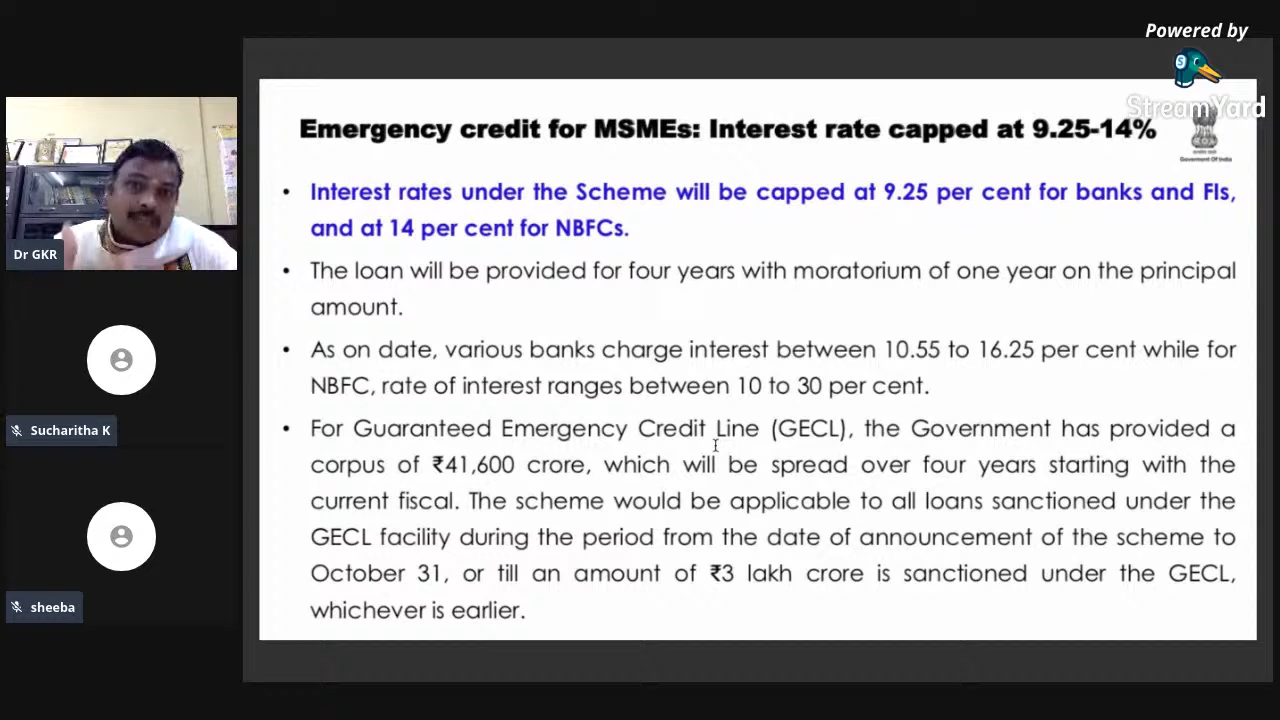 Powered by
StreamYard
Emergency credit for MSMEs: Interest rate capped at 9.25-14%
Government Of India
• Interest rates under the Scheme will be capped at 9.25 per cent for banks and FIs,
and at 14 per cent for NBFCs.
• The loan will be provided for four years with moratorium of one year on the principal
amount.
• As on date, various banks charge interest between 10.55 to 16.25 per cent while for
NBFC, rate of interest ranges between 10 to 30 per cent.
• For Guaranteed Emergency Credit Line (GECL), the Government has provided a
corpus of ₹41,600 crore, which will be spread over four years starting with the
current fiscal. The scheme would be applicable to all loans sanctioned under the
GECL facility during the period from the date of announcement of the scheme to
October 31, or till an amount of ₹3 lakh crore is sanctioned under the GECL,
whichever is earlier.
Dr GKR
Sucharitha K
sheeba